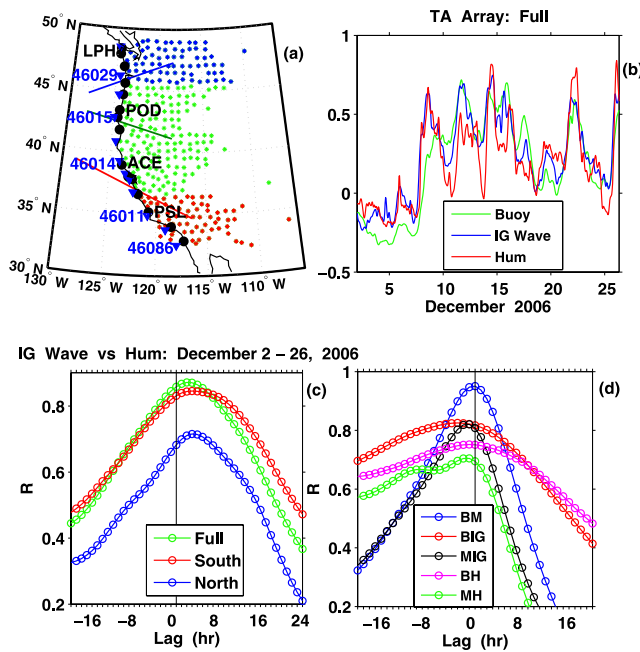 50° N
45° N
40° N
35° N
30° N
130° W
125° W
120° W
115° W
110° W
LPH
46029
46015
POD
46014
ACE
46011
PSL
46086
(a)
TA Array: Full
(b)
1
0.5
0
−0.5
5
10
15
20
25
December 2006
Buoy
IG Wave
Hum
IG Wave vs Hum: December 2 − 26, 2006
(c)
R
0.8
0.6
0.4
0.2
−16
−8
0
8
16
24
Lag (hr)
Full
South
North
(d)
R
1
0.8
0.6
0.4
0.2
−16
−8
0
8
16
Lag (hr)
BM
BIG
MIG
BH
MH